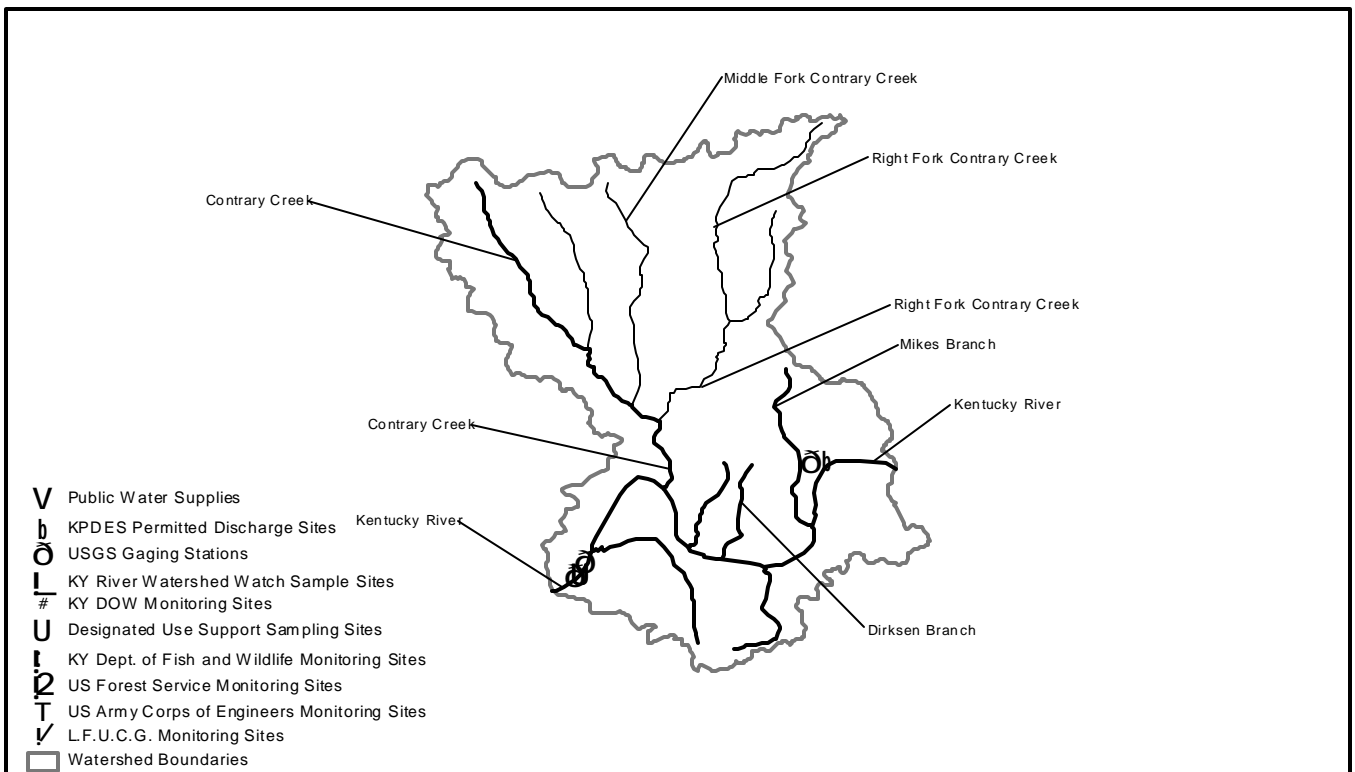 Middle Fork Contrary Creek
Right Fork Contrary Creek
Contrary Creek
Right Fork Contrary Creek
Mikes Branch
Kentucky River
Contrary Creek
Kentucky River
Dirksen Branch
V Public Water Supplies
KPDES Permitted Discharge Sites
USGS Gaging Stations
KY River Watershed Watch Sample Sites
# KY DOW Monitoring Sites
U Designated Use Support Sampling Sites
KY Dept. of Fish and Wildlife Monitoring Sites
US Forest Service Monitoring Sites
T US Army Corps of Engineers Monitoring Sites
L.F.U.C.G. Monitoring Sites
Watershed Boundaries